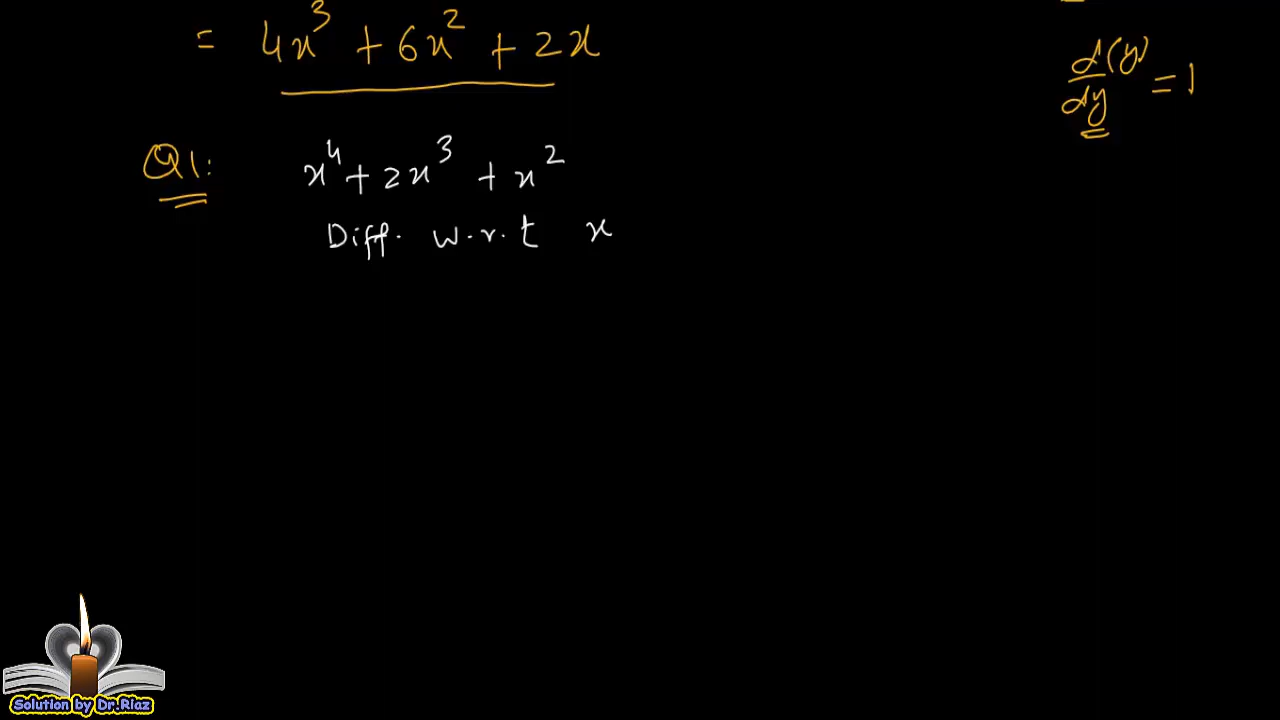 = 4x³ + 6x² + 2x
d(y)/dy = 1
Q1: x⁴ + 2x³ + x²
Diff. w.r.t x
Solution by Dr.Riaz